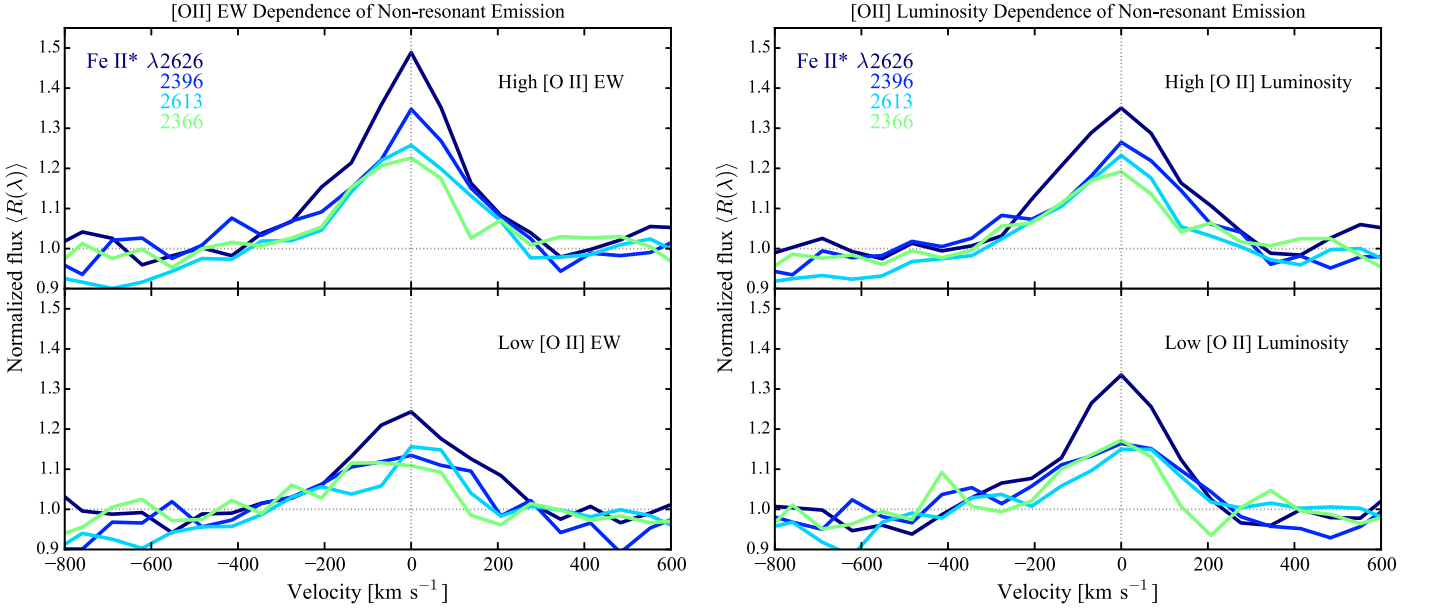 [OII] EW Dependence of Non-resonant Emission
1.5
1.4
1.3
1.2
1.1
1.0
0.9
Fe II* λ2626
2396
2613
2366
High [O II] EW
1.5
1.4
1.3
1.2
1.1
1.0
0.9
Low [O II] EW
Normalized flux ⟨R(λ)⟩
−800 −600 −400 −200 0 200 400 600
Velocity [km s⁻¹]
[OII] Luminosity Dependence of Non-resonant Emission
1.5
1.4
1.3
1.2
1.1
1.0
0.9
Fe II* λ2626
2396
2613
2366
High [O II] Luminosity
1.5
1.4
1.3
1.2
1.1
1.0
0.9
Low [O II] Luminosity
Normalized flux ⟨R(λ)⟩
−800 −600 −400 −200 0 200 400 600
Velocity [km s⁻¹]